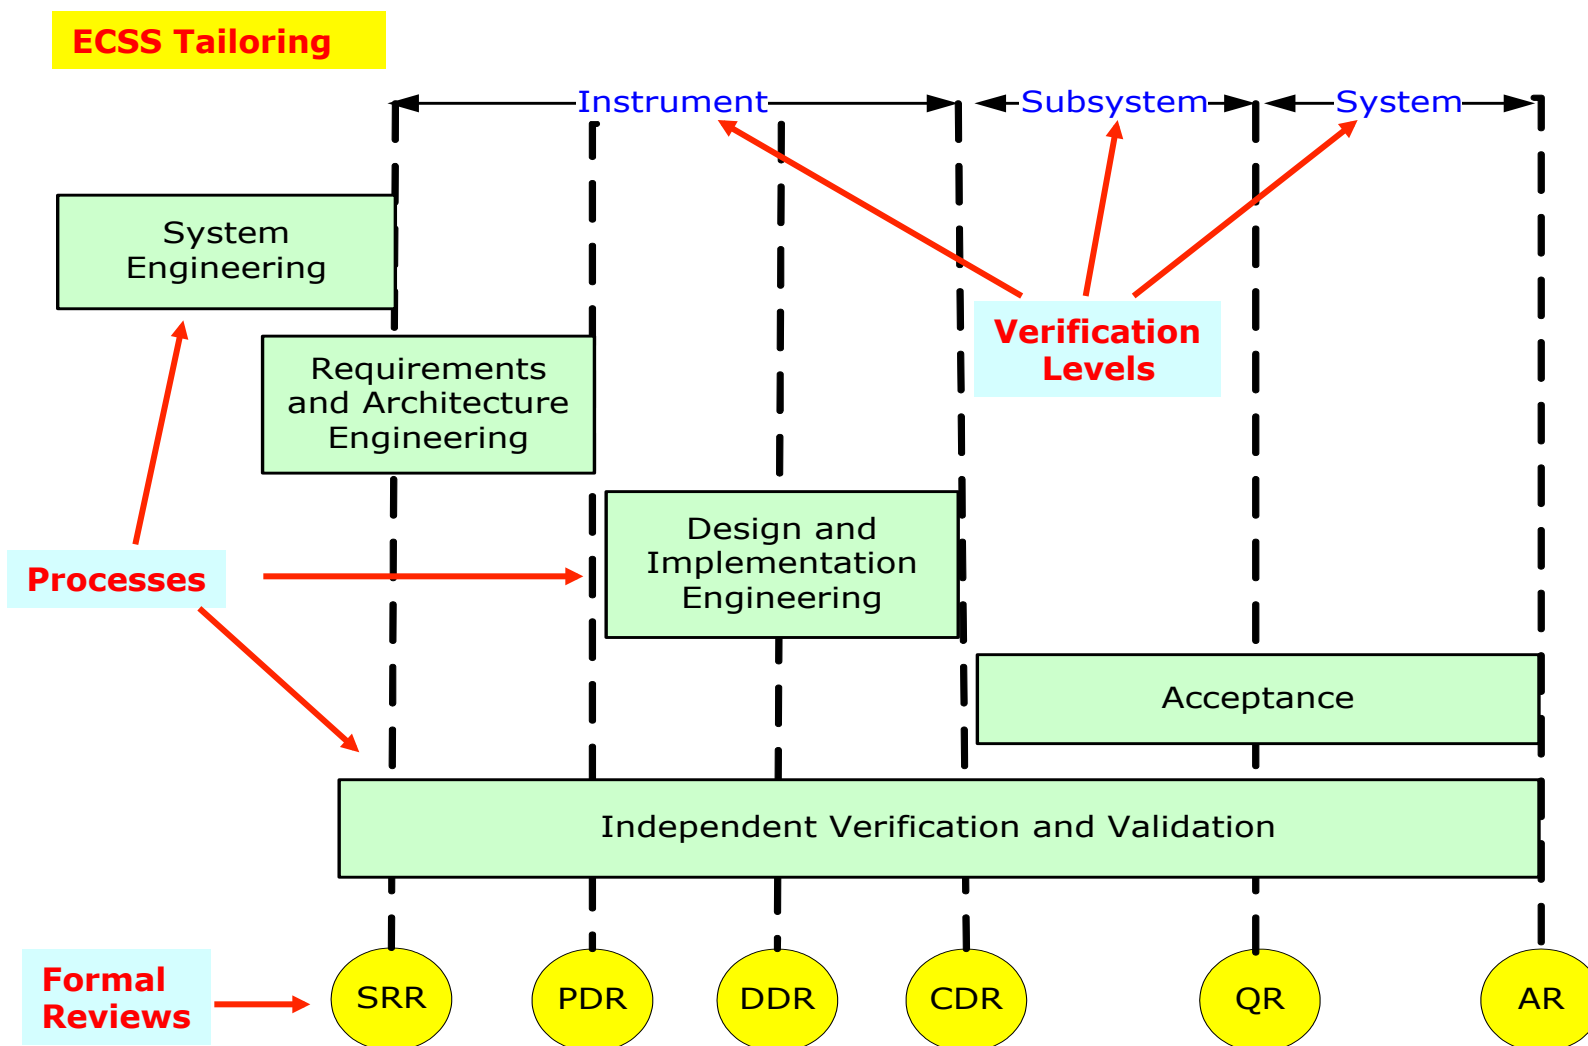 ECSS Tailoring
Instrument
Subsystem
System
System
Engineering
Requirements
and Architecture
Engineering
Verification
Levels
Design and
Implementation
Engineering
Processes
Acceptance
Independent Verification and Validation
Formal
Reviews
SRR
PDR
DDR
CDR
QR
AR